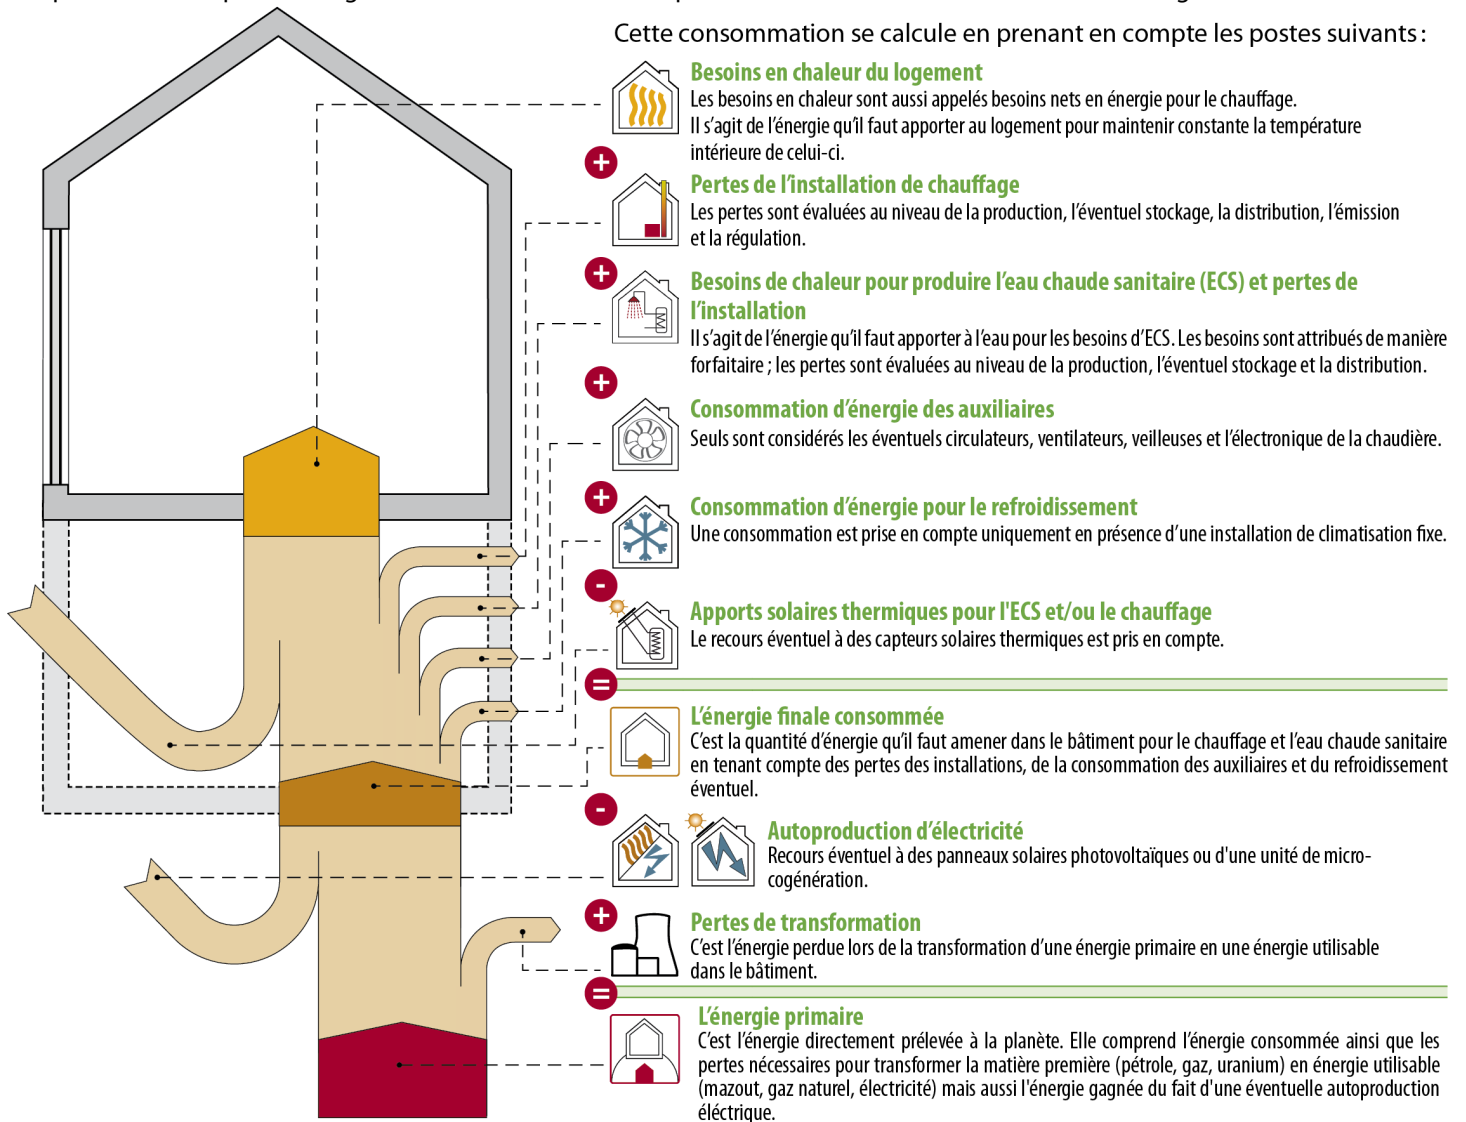 Cette consommation se calcule en prenant en compte les postes suivants :
Besoins en chaleur du logement
Les besoins en chaleur sont aussi appelés besoins nets en énergie pour le chauffage.
Il s’agit de l’énergie qu’il faut apporter au logement pour maintenir constante la température
intérieure de celui-ci.
+
Pertes de l’installation de chauffage
Les pertes sont évaluées au niveau de la production, l’éventuel stockage, la distribution, l’émission
et la régulation.
+
Besoins de chaleur pour produire l’eau chaude sanitaire (ECS) et pertes de
l’installation
Il s’agit de l’énergie qu’il faut apporter à l’eau pour les besoins d’ECS. Les besoins sont attribués de manière
forfaitaire ; les pertes sont évaluées au niveau de la production, l’éventuel stockage et la distribution.
+
Consommation d’énergie des auxiliaires
Seuls sont considérés les éventuels circulateurs, ventilateurs, veilleuses et l’électronique de la chaudière.
+
Consommation d’énergie pour le refroidissement
Une consommation est prise en compte uniquement en présence d’une installation de climatisation fixe.
-
Apports solaires thermiques pour l'ECS et/ou le chauffage
Le recours éventuel à des capteurs solaires thermiques est pris en compte.
=
L’énergie finale consommée
C’est la quantité d’énergie qu’il faut amener dans le bâtiment pour le chauffage et l’eau chaude sanitaire
en tenant compte des pertes des installations, de la consommation des auxiliaires et du refroidissement
éventuel.
-
Autoproduction d’électricité
Recours éventuel à des panneaux solaires photovoltaïques ou d'une unité de micro-
cogénération.
+
Pertes de transformation
C’est l’énergie perdue lors de la transformation d’une énergie primaire en une énergie utilisable
dans le bâtiment.
=
L’énergie primaire
C’est l’énergie directement prélevée à la planète. Elle comprend l’énergie consommée ainsi que les
pertes nécessaires pour transformer la matière première (pétrole, gaz, uranium) en énergie utilisable
(mazout, gaz naturel, électricité) mais aussi l'énergie gagnée du fait d'une éventuelle autoproduction
éléctrique.